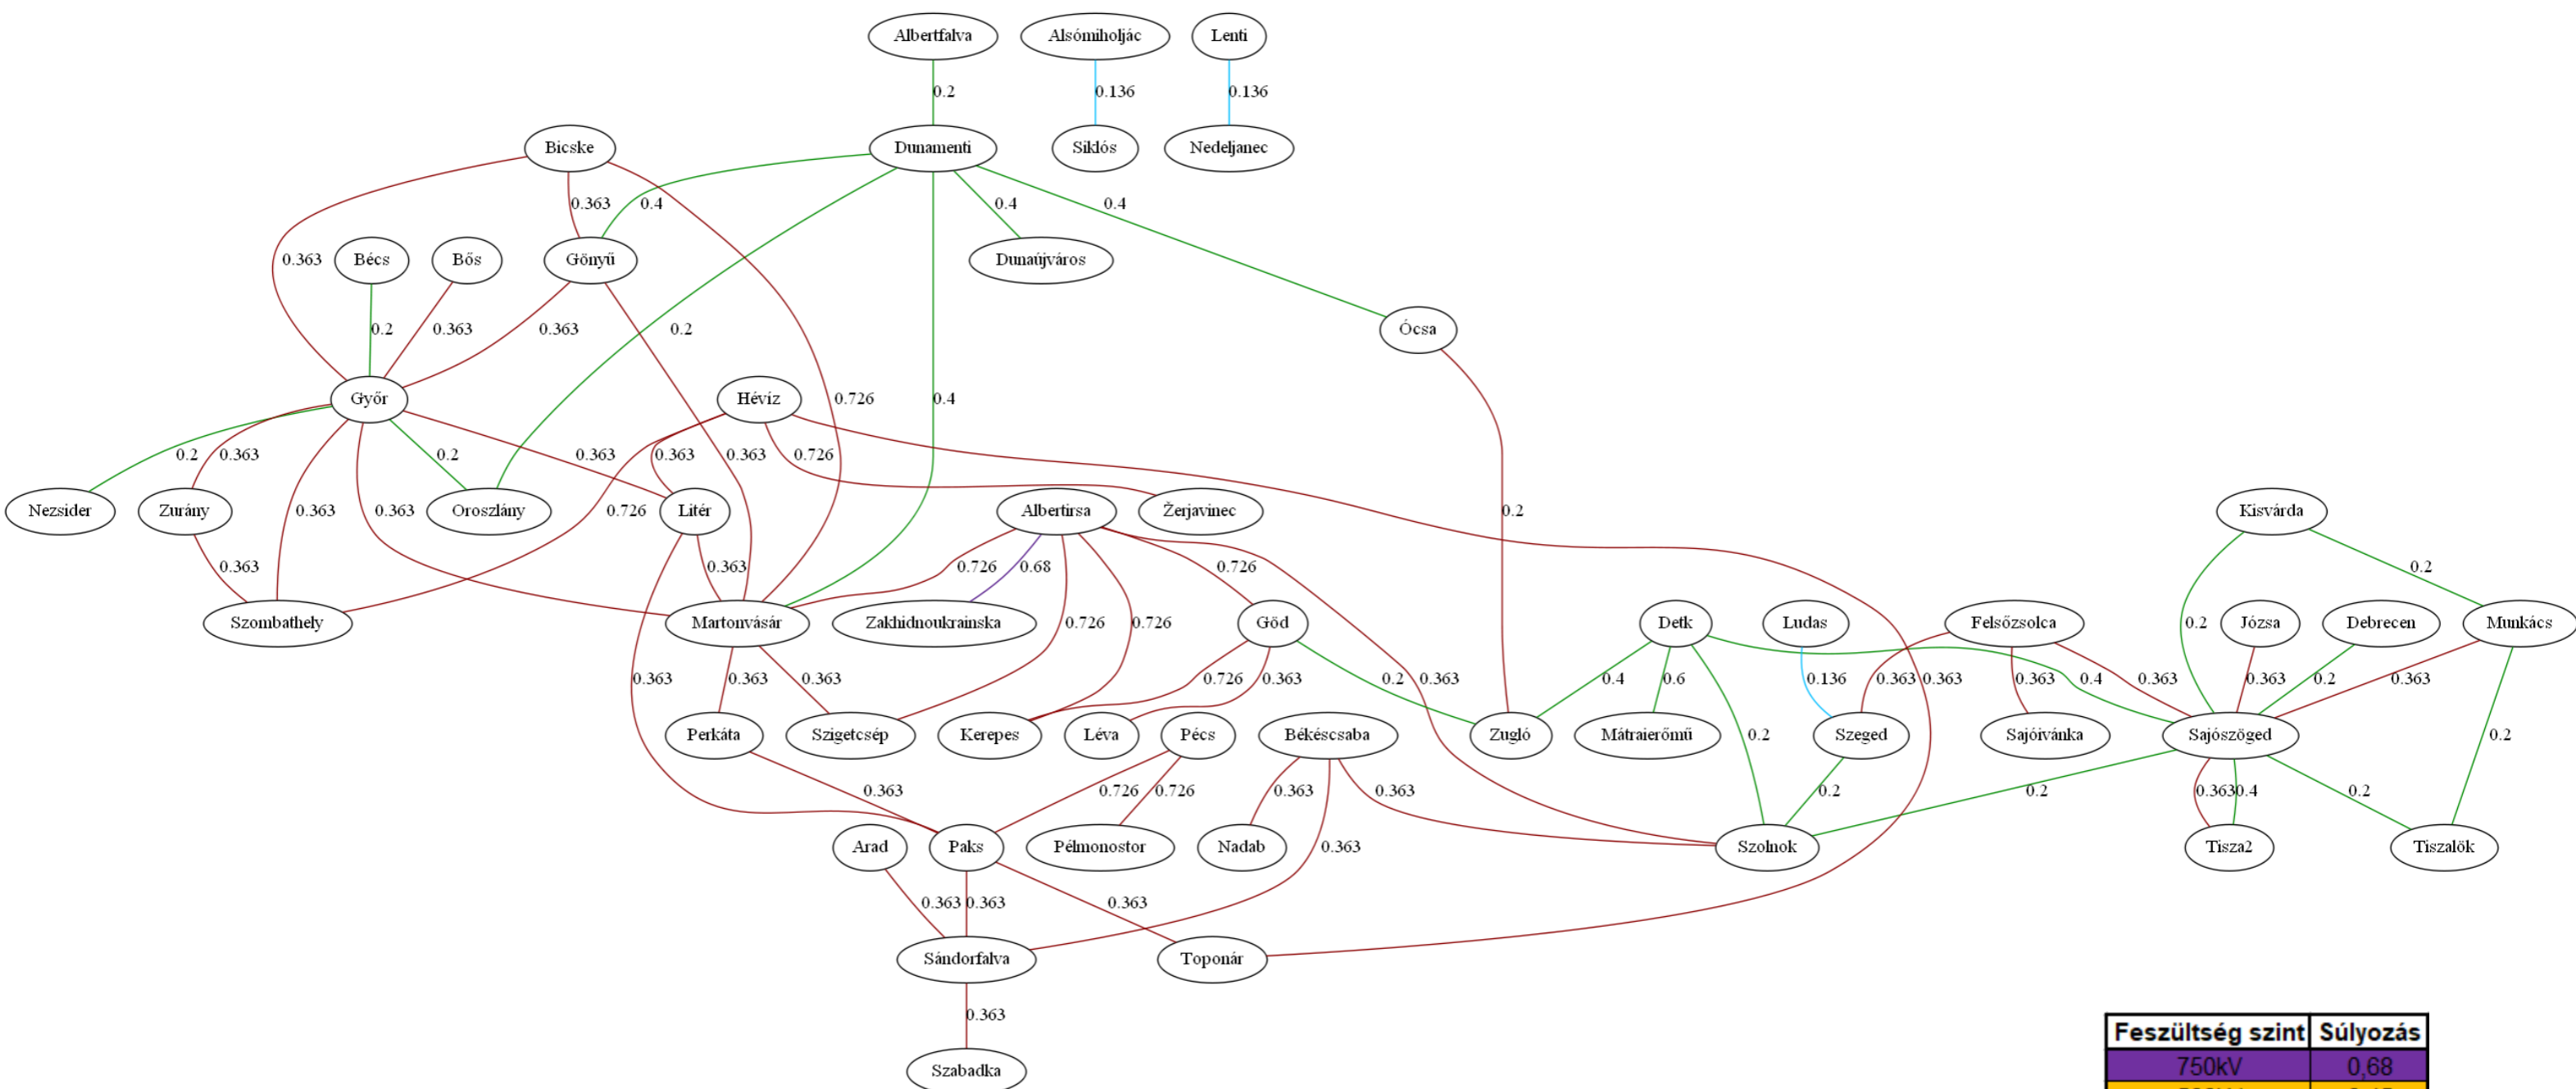 Albertfalva
Alsómiholjác
Lenti
0.2
0.136
0.136
Bicske
Dunamenti
Siklós
Nedeljanec
0.363
0.4
0.4
0.4
0.363
Bécs
Bős
Gönyű
Dunaújváros
0.2
0.363
0.363
0.2
Ócsa
Győr
Hévíz
0.726
0.4
0.2
0.363
0.2
0.363
0.363
0.363
0.726
Nezsider
Zurány
0.363
0.363
Oroszlány
0.726
Litér
Albertirsa
Žerjavinec
0.2
Kisvárda
0.363
0.363
0.726
0.68
0.726
0.2
Szombathely
Martonvásár
Zakhidnoukrainska
0.726
0.726
Göd
Detk
Ludas
Felsőzsolca
0.2
Józsa
Debrecen
Munkács
0.363
0.363
0.363
0.726
0.363
0.2
0.363
0.4
0.6
0.136
0.363
0.363
0.363
0.4
0.363
0.363
0.2
0.363
Perkáta
Szigetcsép
Kerepes
Léva
Pécs
Békéscsaba
Zugló
Mátraierőmű
0.2
Szeged
Sajóivánka
Sajószöged
0.2
0.363
0.726
0.726
0.363
0.363
0.2
0.2
0.363
0.4
0.2
Arad
Paks
Pélmonostor
Nadab
0.363
Szolnok
Tisza2
Tiszalök
0.363
0.363
0.363
Sándorfalva
Toponár
0.363
Szabadka
Feszültség szint Súlyozás
750kV 0,68